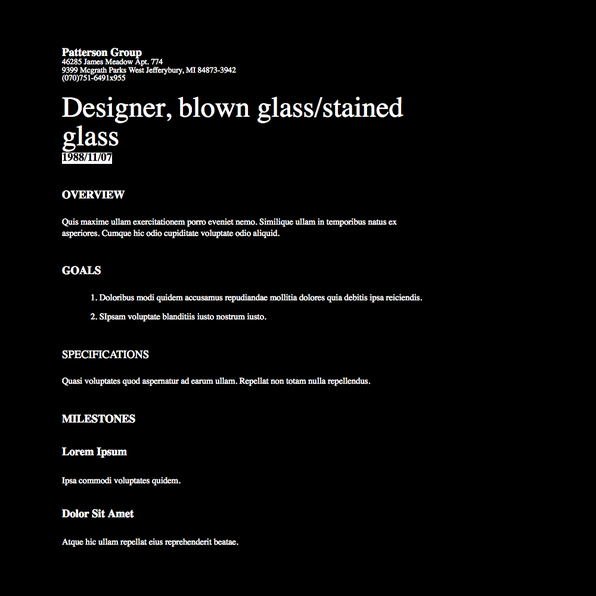 Patterson Group
46285 James Meadow Apt. 774
9399 Mcgrath Parks West Jefferybury, MI 84873-3942
(070)751-6491x955
Designer, blown glass/stained
glass
1988/11/07
OVERVIEW
Quis maxime ullam exercitationem porro eveniet nemo. Similique ullam in temporibus natus ex
asperiores. Cumque hic odio cupiditate voluptate odio aliquid.
GOALS
1. Doloribus modi quidem accusamus repudiandae mollitia dolores quia debitis ipsa reiciendis.
2. SIpsam voluptate blanditiis iusto nostrum iusto.
SPECIFICATIONS
Quasi voluptates quod aspernatur ad earum ullam. Repellat non totam nulla repellendus.
MILESTONES
Lorem Ipsum
Ipsa commodi voluptates quidem.
Dolor Sit Amet
Atque hic ullam repellat eius reprehenderit beatae.